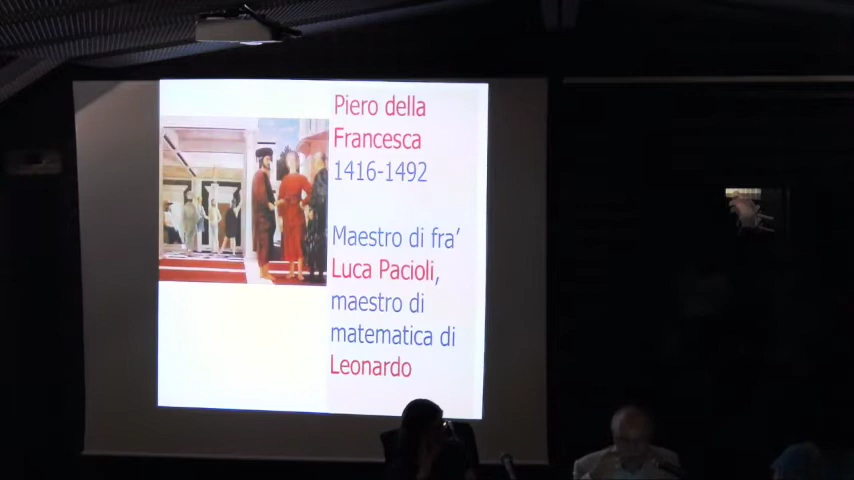 Piero della
Francesca
1416-1492
Maestro di fra’
Luca Pacioli,
maestro di
matematica di
Leonardo